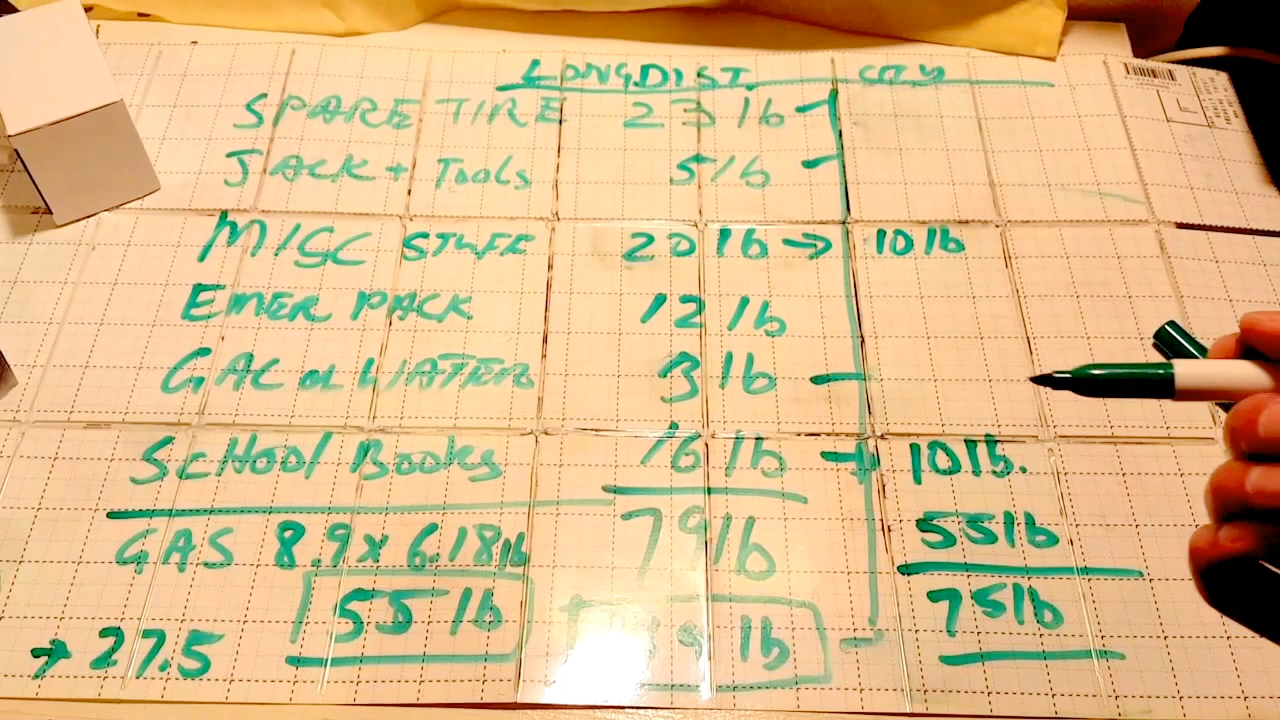 LONG DIST. CITY
SPARE TIRE 23 lb
JACK + Tools 5 lb
MISC STUFF 20 lb → 10 lb
EMER PACK 12 lb
GAL OF WATER 3 lb
School Books 16 lb → 10 lb.
GAS 8.9 x 6.18 lb 79 lb 55 lb
55 lb lb 75 lb
→ 27.5